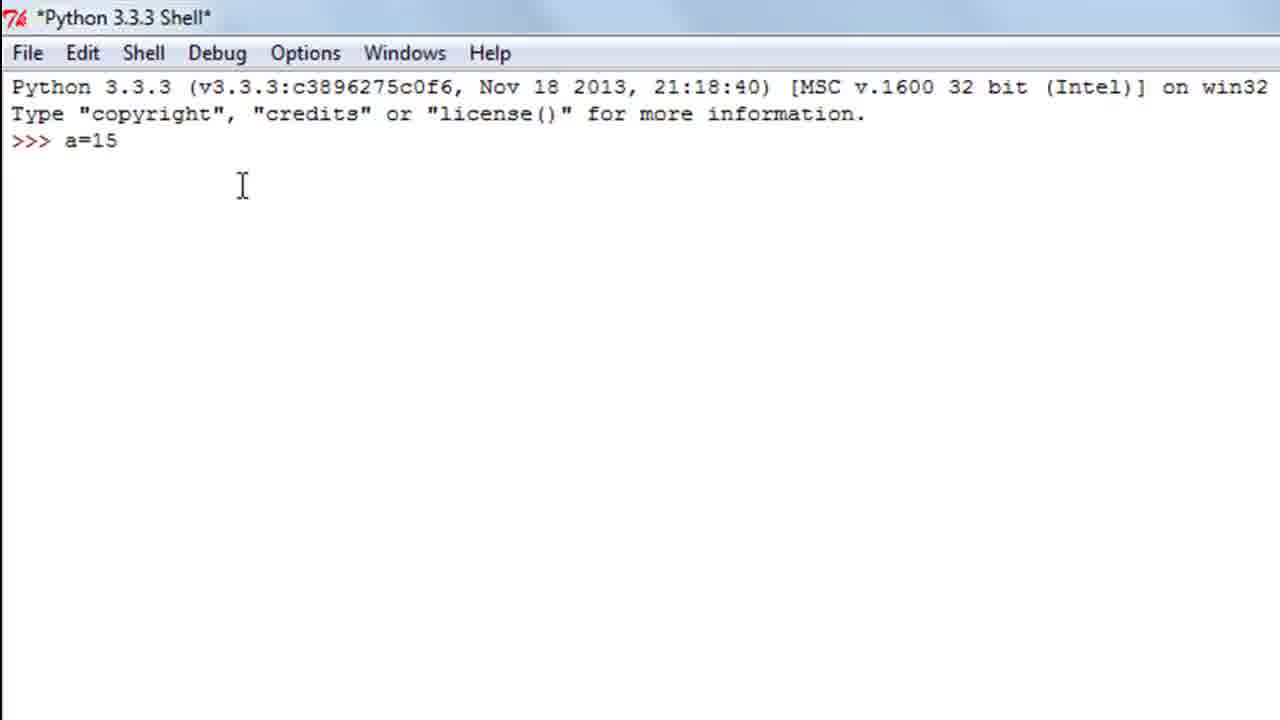 *Python 3.3.3 Shell*
File Edit Shell Debug Options Windows Help
Python 3.3.3 (v3.3.3:c3896275c0f6, Nov 18 2013, 21:18:40) [MSC v.1600 32 bit (Intel)] on win32
Type "copyright", "credits" or "license()" for more information.
>>> a=15